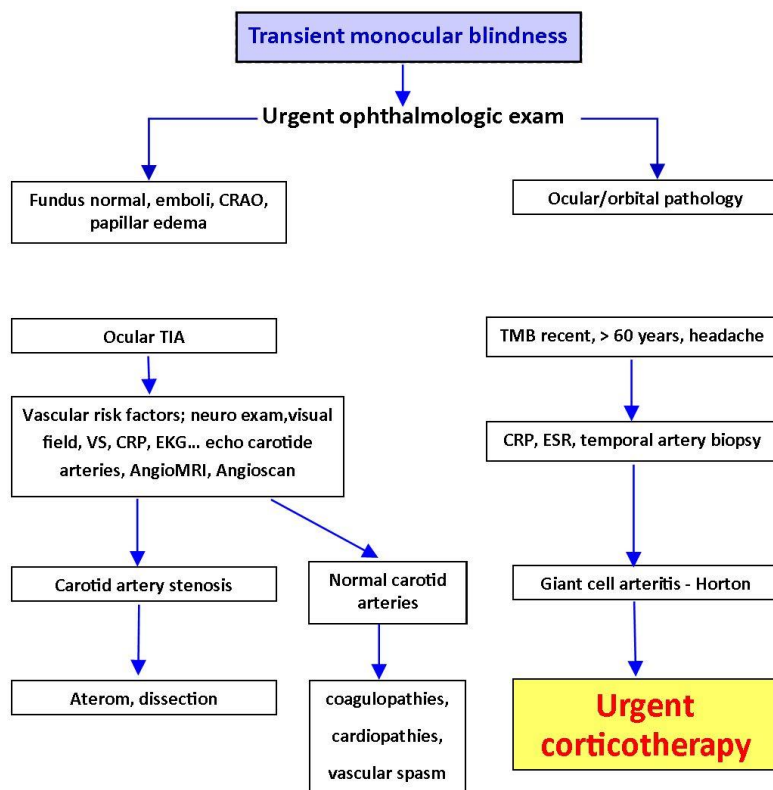 Transient monocular blindness
Urgent ophthalmologic exam
Fundus normal, emboli, CRAO,
papillar edema
Ocular/orbital pathology
Ocular TIA
TMB recent, > 60 years, headache
Vascular risk factors; neuro exam,visual
field, VS, CRP, EKG... echo carotide
arteries, AngioMRI, Angioscan
CRP, ESR, temporal artery biopsy
Carotid artery stenosis
Normal carotid
arteries
Giant cell arteritis - Horton
Aterom, dissection
coagulopathies,
cardiopathies,
vascular spasm
Urgent
corticotherapy